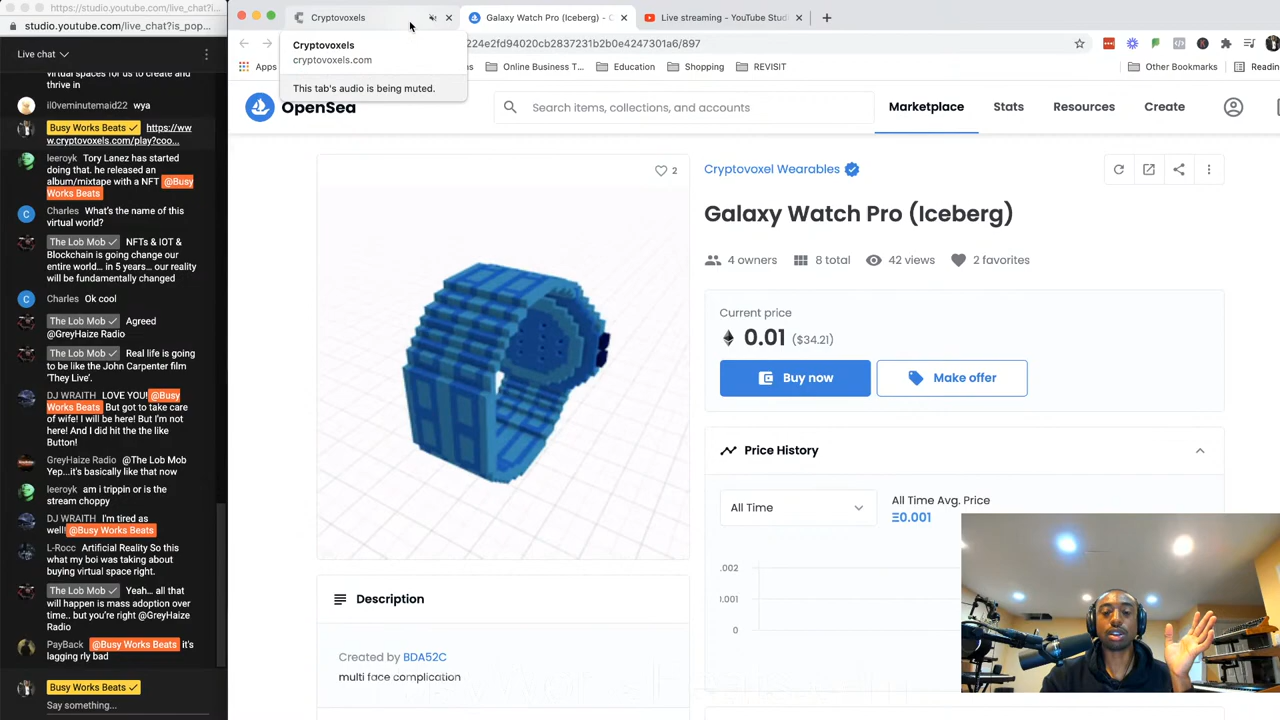 https://studio.youtube.com/live_chat?i...
studio.youtube.com/live_chat?is_pop...
Live chat
virtual spaces for us to create and
thrive in
il0veminutemaid22 wya
Busy Works Beats https://ww
w.cryptovoxels.com/play?coo...
leeroyk Tory Lanez has started
doing that. he released an
album/mixtape with a NFT @Busy
Works Beats
Charles What's the name of this
virtual world?
The Lob Mob NFTs & IOT &
Blockchain is going change our
entire world... in 5 years... our reality
will be fundamentally changed
Charles Ok cool
The Lob Mob Agreed
@GreyHaize Radio
The Lob Mob Real life is going
to be like the John Carpenter film
'They Live'.
DJ WRAITH LOVE YOU! @Busy
Works Beats But got to take care
of wife! I will be here! But I'm not
here! And I did hit the the like
Button!
GreyHaize Radio @The Lob Mob
Yep...it's basically like that now
leeroyk am i trippin or is the
stream choppy
DJ WRAITH I'm tired as
well! @Busy Works Beats
L-Rocc Artificial Reality So this
what my boi was taking about
buying virtual space right.
The Lob Mob Yeah... all that
will happen is mass adoption over
time.. but you're right @GreyHaize
Radio
PayBack @Busy Works Beats it's
lagging rly bad
Busy Works Beats
Say something...
Cryptovoxels
Galaxy Watch Pro (Iceberg) - C
Live streaming - YouTube Stud
Cryptovoxels
cryptovoxels.com
This tab's audio is being muted.
224e2fd94020cb2837231b2b0e4247301a6/897
Apps
Online Business T...
Education
Shopping
REVISIT
Other Bookmarks
Readin
OpenSea
Search items, collections, and accounts
Marketplace
Stats
Resources
Create
2
Cryptovoxel Wearables
Galaxy Watch Pro (Iceberg)
4 owners
8 total
42 views
2 favorites
Current price
0.01 ($34.21)
Buy now
Make offer
Price History
All Time
All Time Avg. Price
Ξ0.001
.002
0.001
0
Description
Created by BDA52C
multi face complication